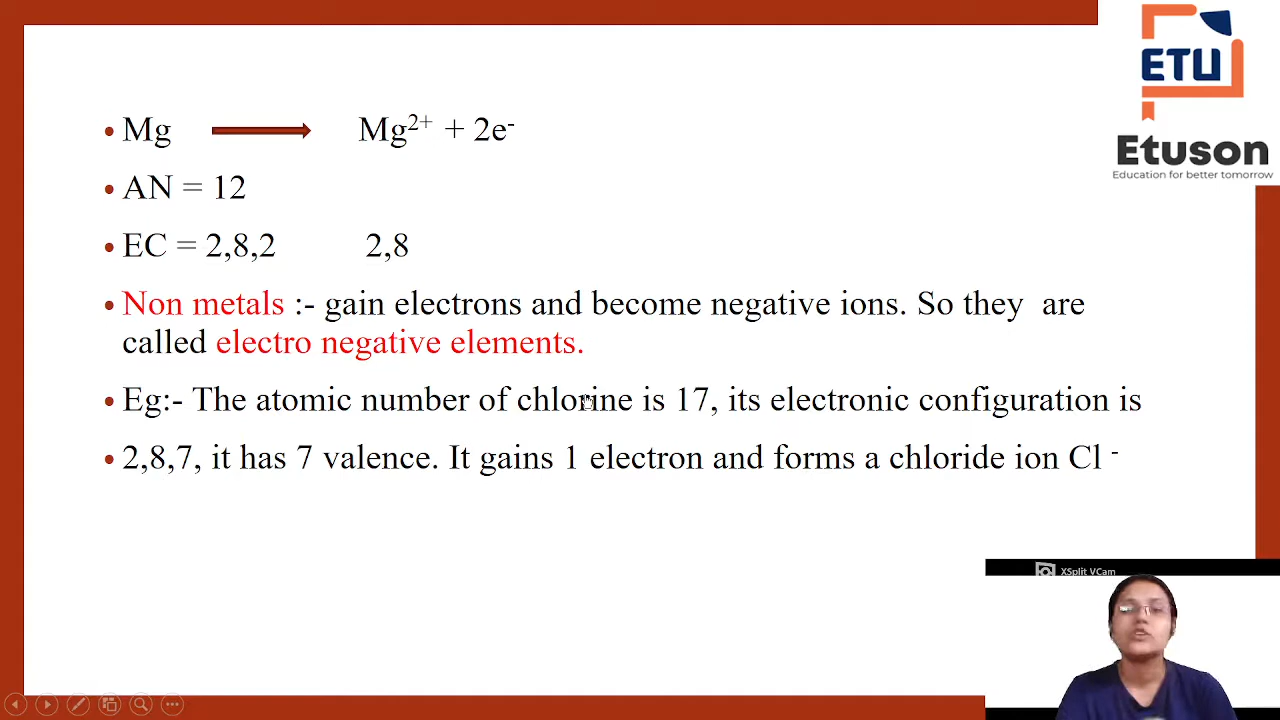 ETU
Etuson
Education for better tomorrow
• Mg → Mg²⁺ + 2e⁻
• AN = 12
• EC = 2,8,2 2,8
• Non metals :- gain electrons and become negative ions. So they are
called electro negative elements.
• Eg:- The atomic number of chlorine is 17, its electronic configuration is
• 2,8,7, it has 7 valence. It gains 1 electron and forms a chloride ion Cl ⁻
XSplit VCam